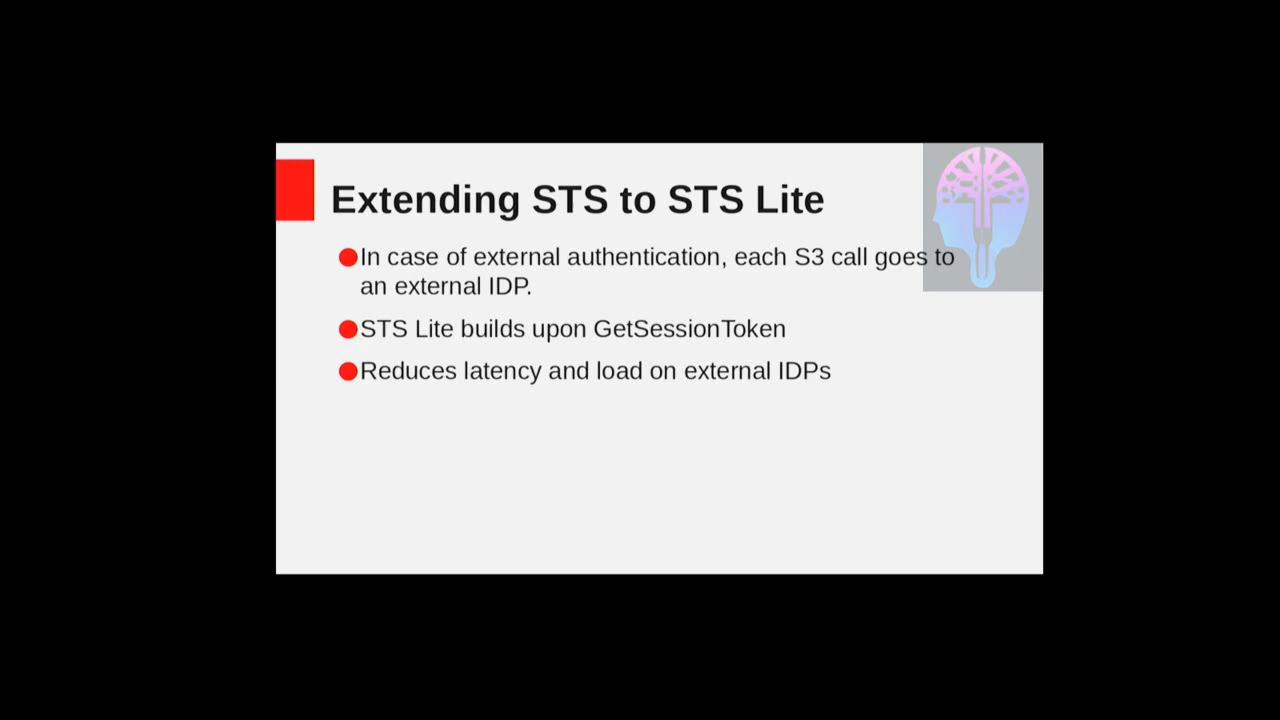 Extending STS to STS Lite
●In case of external authentication, each S3 call goes to
an external IDP.
●STS Lite builds upon GetSessionToken
●Reduces latency and load on external IDPs